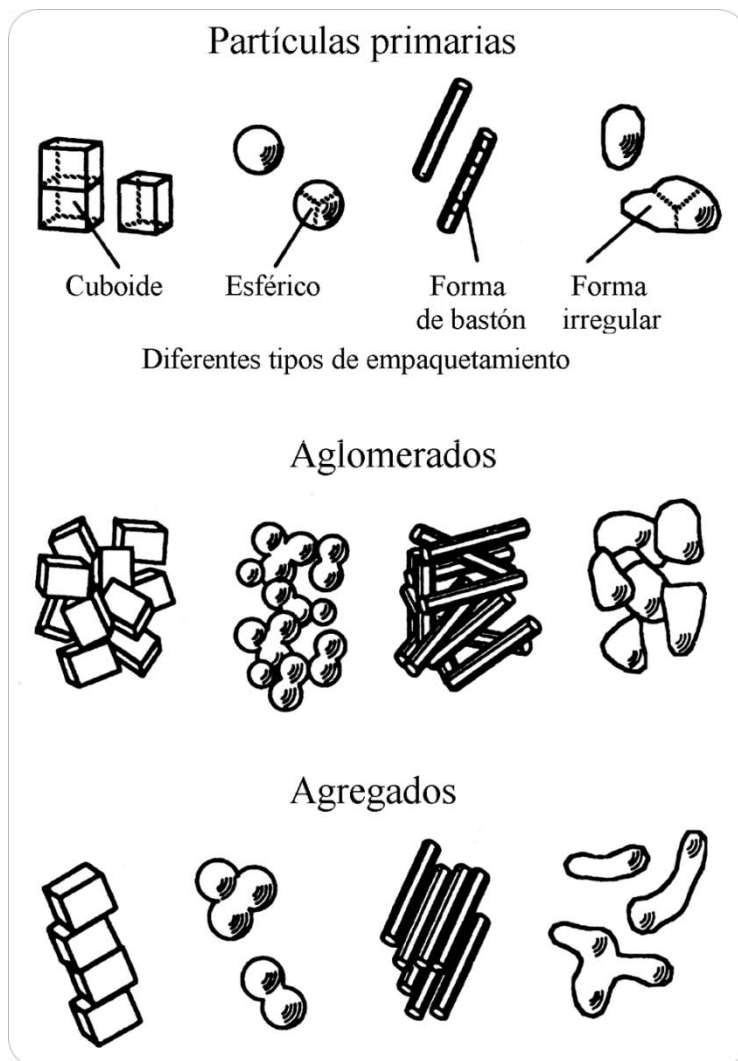 Partículas primarias
Cuboide
Esférico
Forma
de bastón
Forma
irregular
Diferentes tipos de empaquetamiento
Aglomerados
Agregados